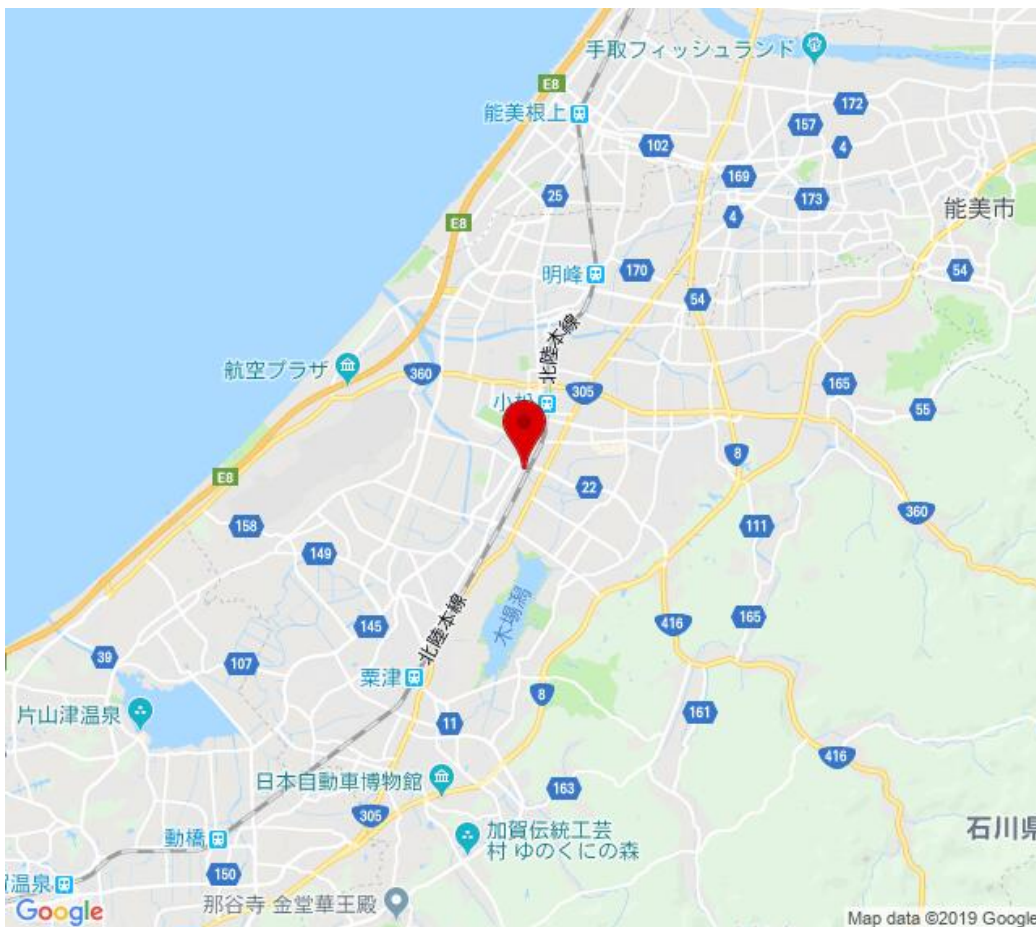 手取フィッシュランド
E8
172
能美根上
157
102
4
169
25
173
4
能美市
E8
明峰
170
54
54
北陸本線
航空プラザ
360
165
305
小松
55
8
E8
22
158
360
111
149
木場潟
165
145
416
北陸本線
39
107
粟津
8
片山津温泉
161
11
416
日本自動車博物館
163
305
石川県
加賀伝統工芸
村 ゆのくにの森
動橋
150
温泉
那谷寺 金堂華王殿
Google
Map data ©2019 Google